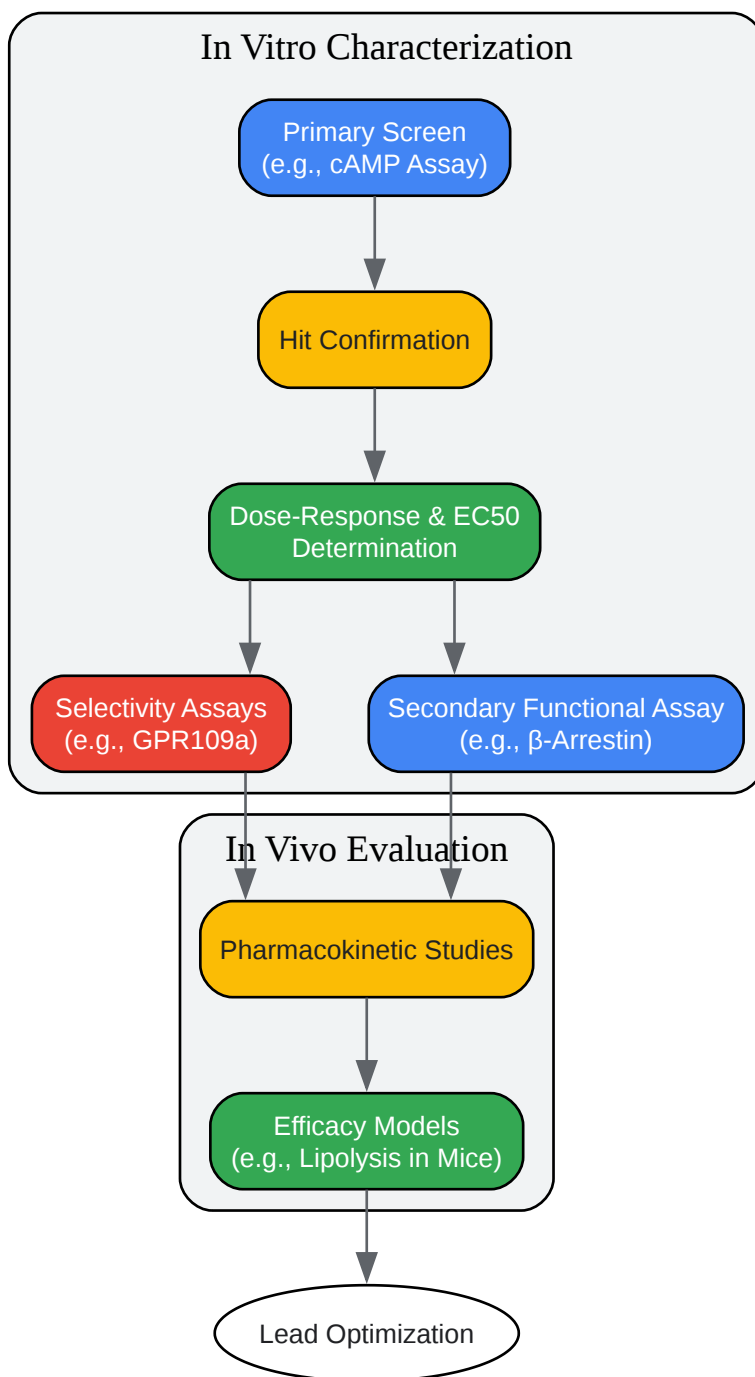 In Vitro Characterization
Primary Screen
(e.g., cAMP Assay)
Hit Confirmation
Dose-Response & EC50
Determination
Selectivity Assays
(e.g., GPR109a)
Secondary Functional Assay
(e.g., β-Arrestin)
In Vivo Evaluation
Pharmacokinetic Studies
Efficacy Models
(e.g., Lipolysis in Mice)
Lead Optimization